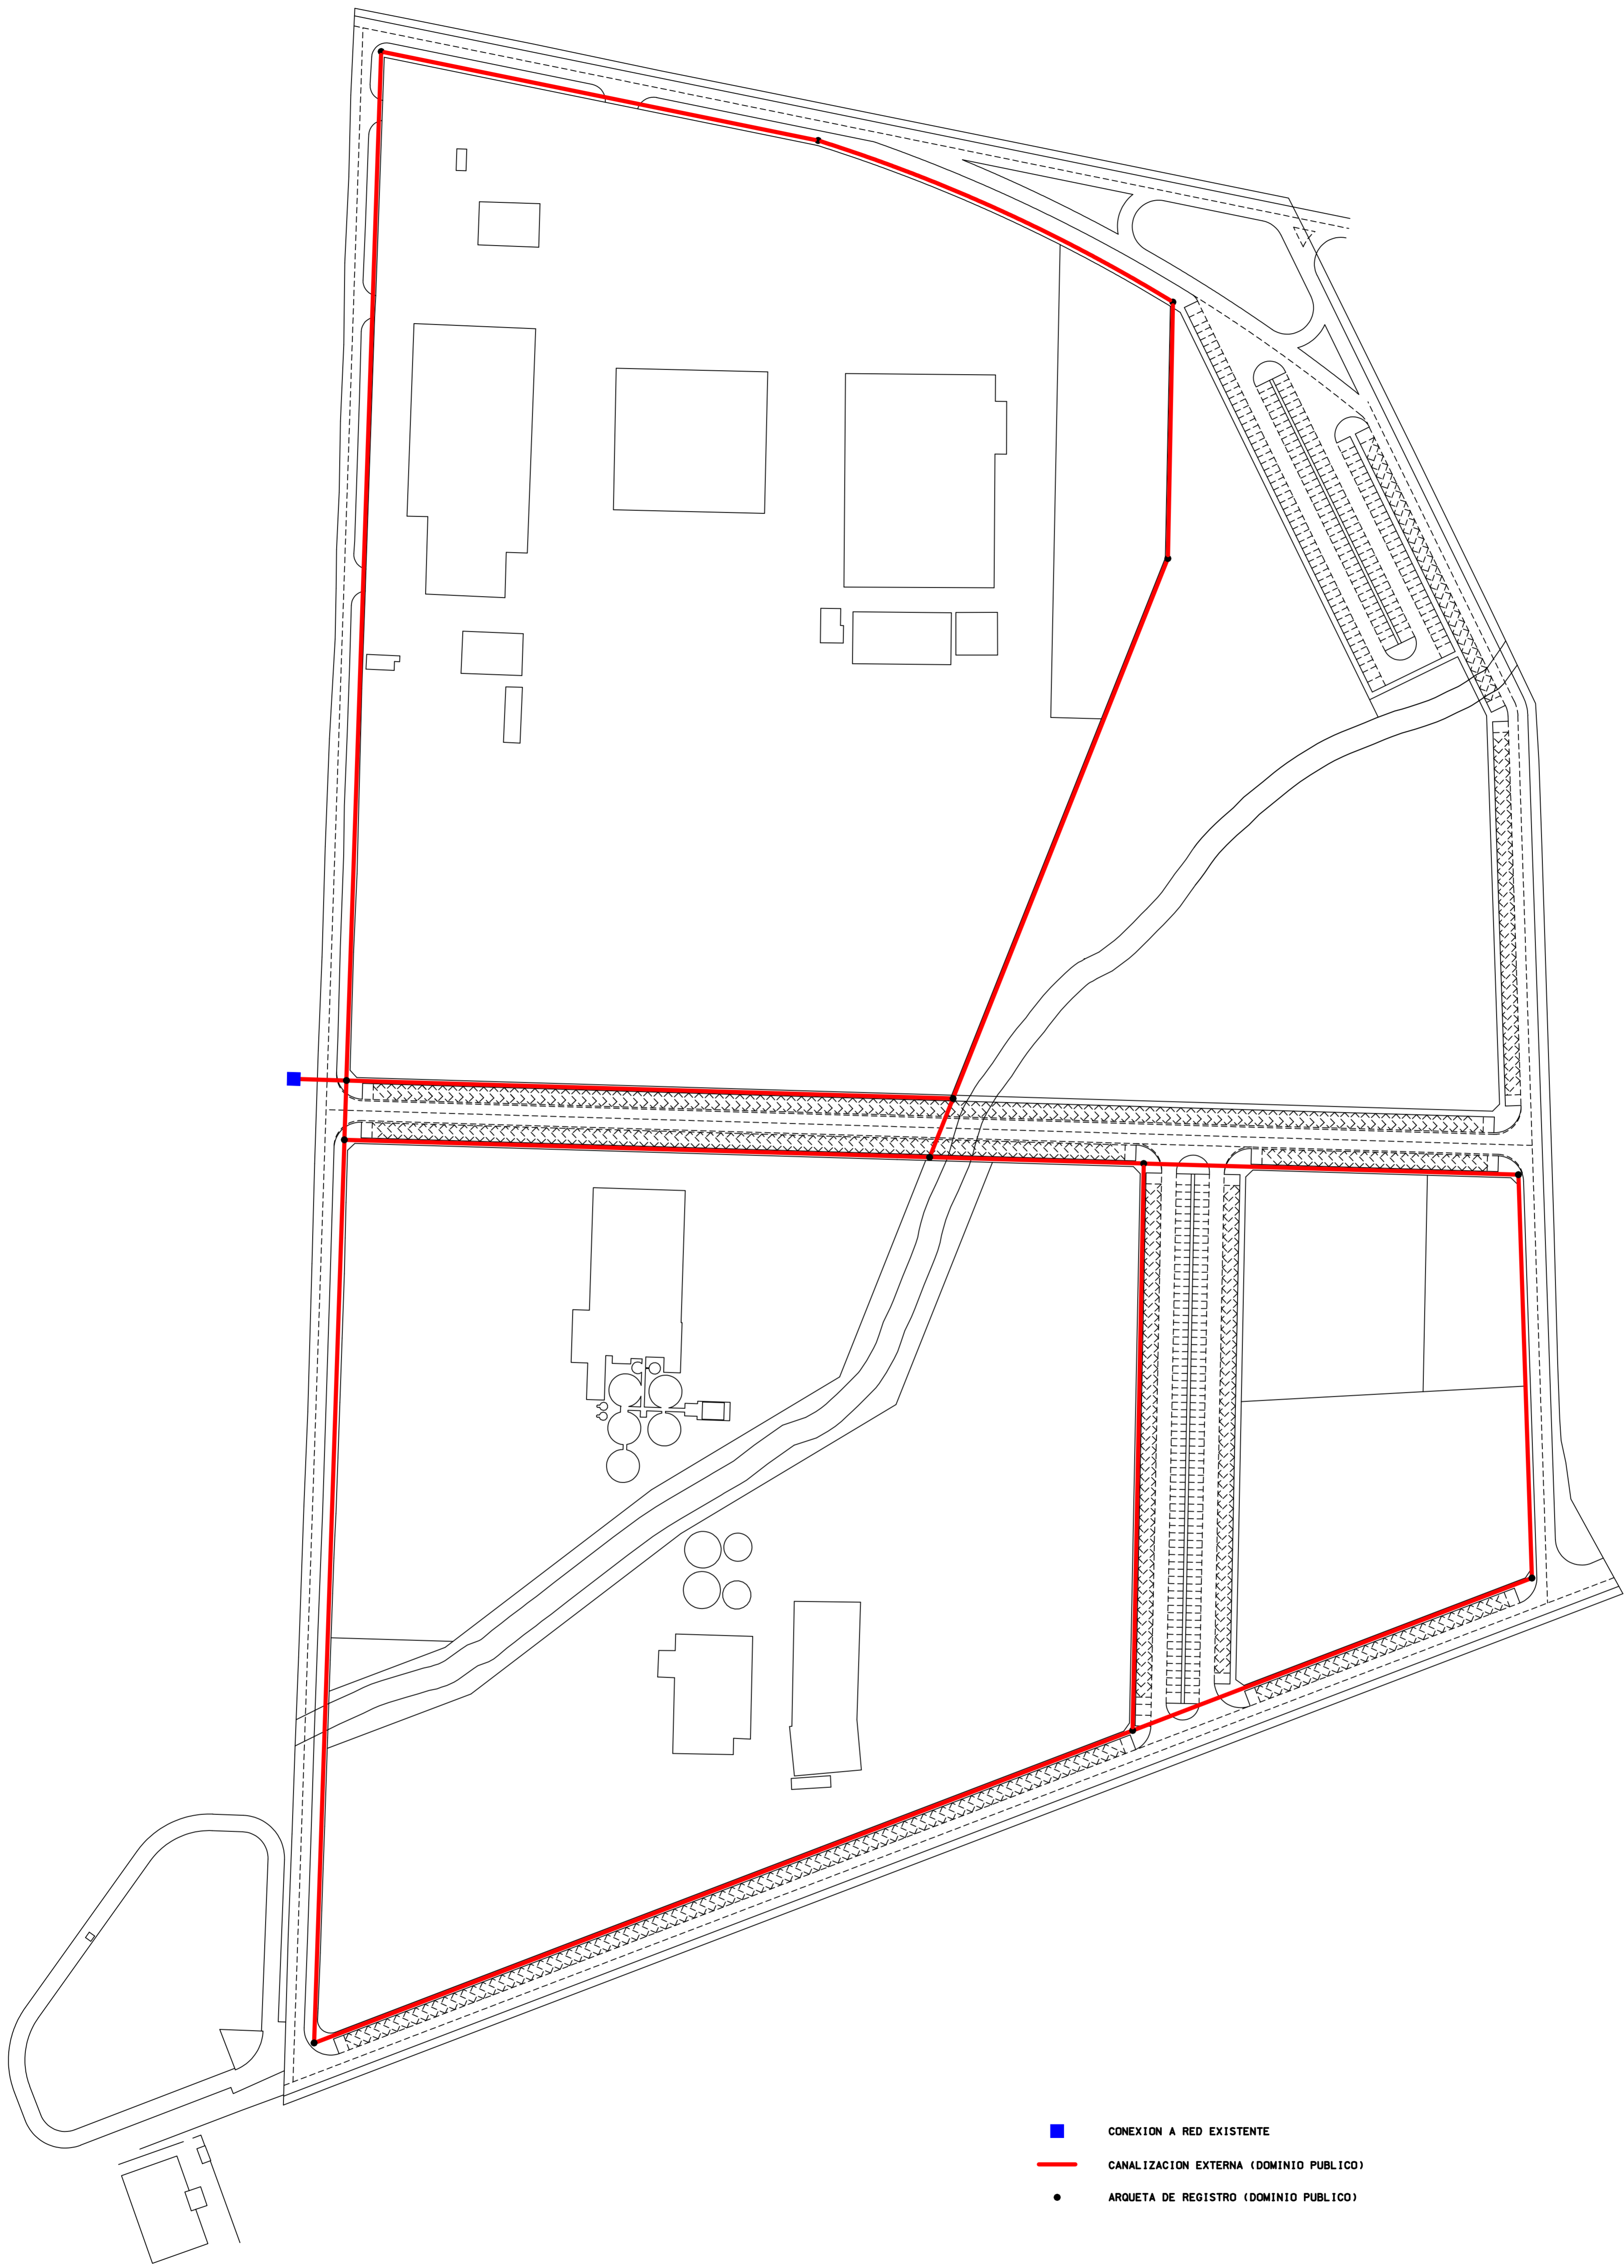 CONEXION A RED EXISTENTE
CANALIZACION EXTERNA (DOMINIO PUBLICO)
ARQUETA DE REGISTRO (DOMINIO PUBLICO)